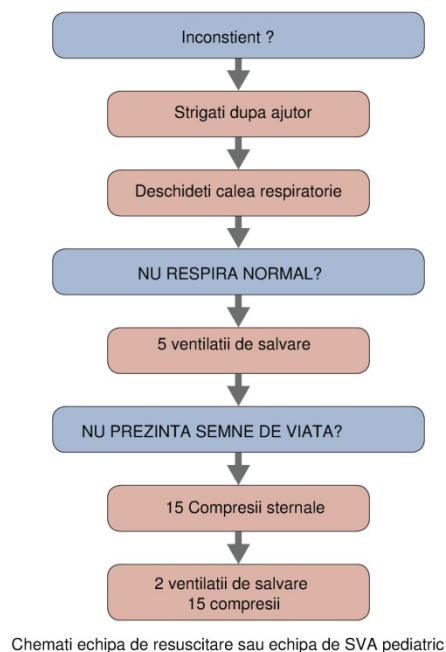 Inconstient ?
Strigati dupa ajutor
Deschideti calea respiratorie
NU RESPIRA NORMAL?
5 ventilatii de salvare
NU PREZINTA SEMNE DE VIATA?
15 Compresii sternale
2 ventilatii de salvare
15 compresii
Chemati echipa de resuscitare sau echipa de SVA pediatric